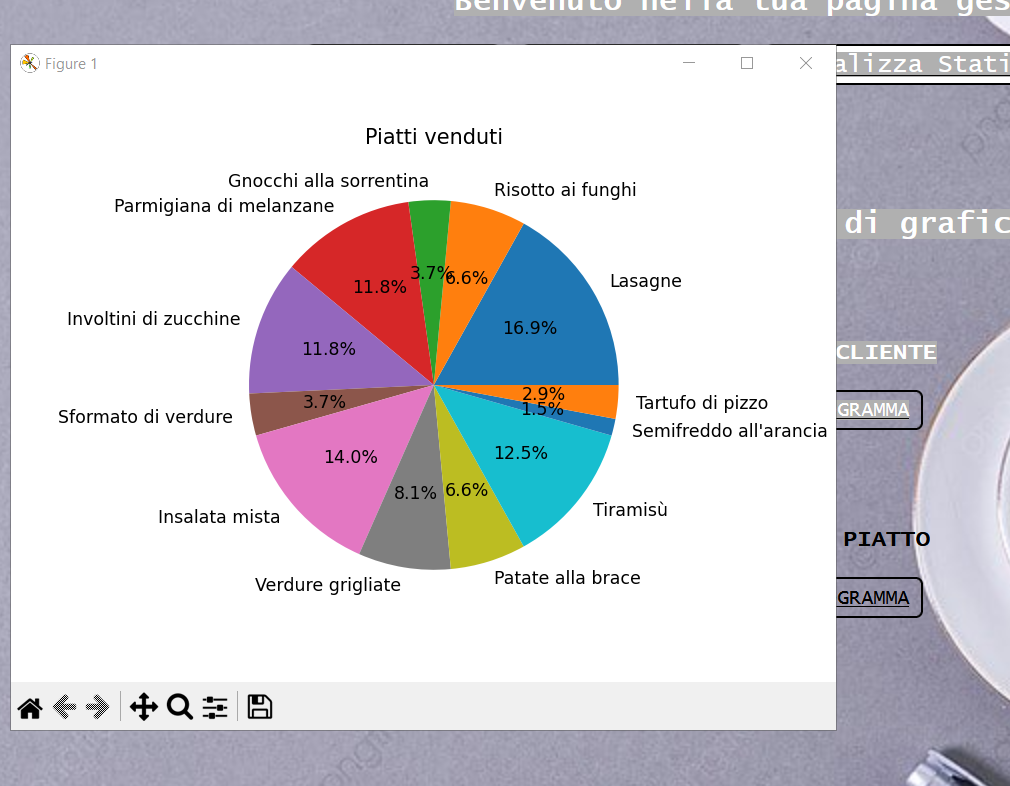 Benvenuto nella tua pagina ges
Figure 1
alizza Stati
Piatti venduti
Gnocchi alla sorrentina
Risotto ai funghi
Parmigiana di melanzane
di grafic
3.7%
6.6%
11.8%
Lasagne
Involtini di zucchine
16.9%
11.8%
CLIENTE
2.9%
3.7%
Tartufo di pizzo
1.5%
GRAMMA
Sformato di verdure
Semifreddo all'arancia
14.0%
12.5%
8.1%
6.6%
Insalata mista
Tiramisù
PIATTO
Verdure grigliate
Patate alla brace
GRAMMA